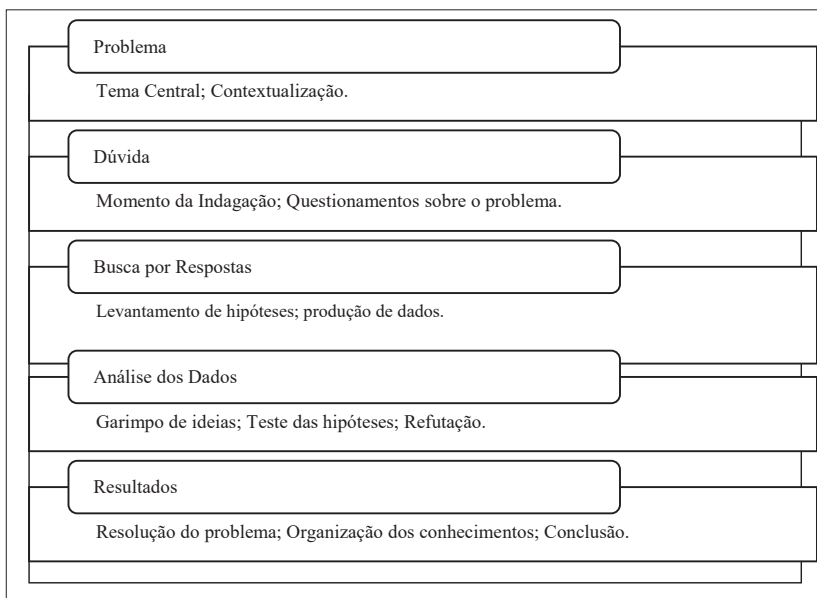 Problema
Tema Central; Contextualização.
Dúvida
Momento da Indagação; Questionamentos sobre o problema.
Busca por Respostas
Levantamento de hipóteses; produção de dados.
Análise dos Dados
Garimpo de ideias; Teste das hipóteses; Refutação.
Resultados
Resolução do problema; Organização dos conhecimentos; Conclusão.